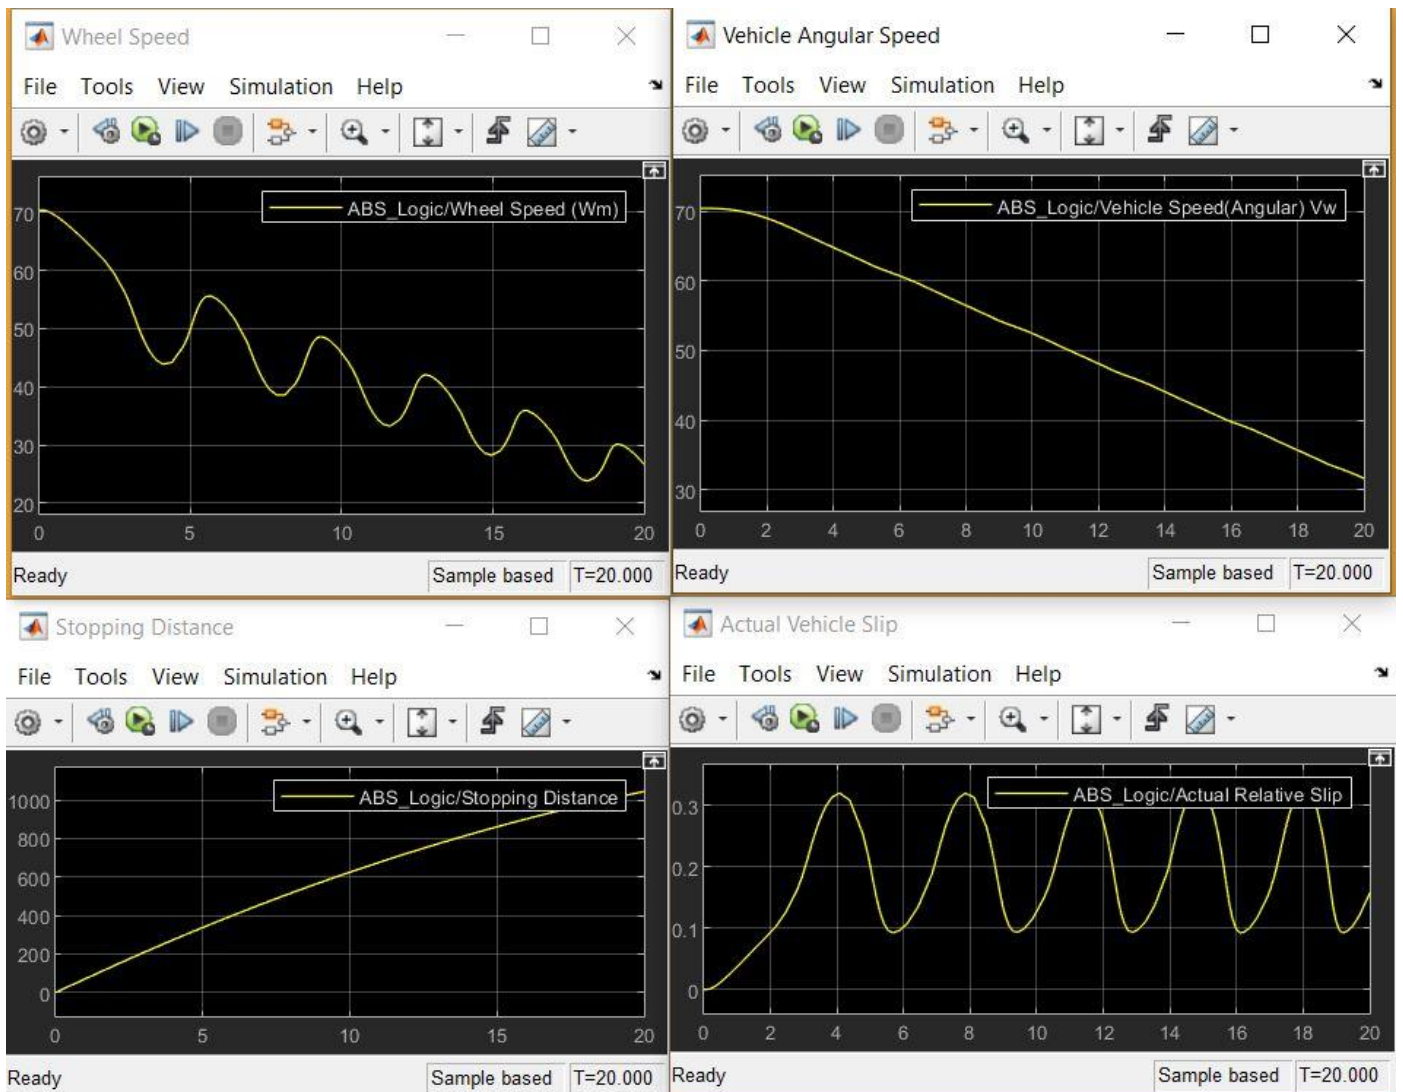 Wheel Speed
File Tools View Simulation Help
ABS_Logic/Wheel Speed (Wm)
70
60
50
40
30
20
0 5 10 15 20
Ready Sample based T=20.000
Vehicle Angular Speed
File Tools View Simulation Help
ABS_Logic/Vehicle Speed(Angular) Vw
70
60
50
40
30
0 2 4 6 8 10 12 14 16 18 20
Ready Sample based T=20.000
Stopping Distance
File Tools View Simulation Help
ABS_Logic/Stopping Distance
1000
800
600
400
200
0
0 5 10 15 20
Ready Sample based T=20.000
Actual Vehicle Slip
File Tools View Simulation Help
ABS_Logic/Actual Relative Slip
0.3
0.2
0.1
0
0 2 4 6 8 10 12 14 16 18 20
Ready Sample based T=20.000